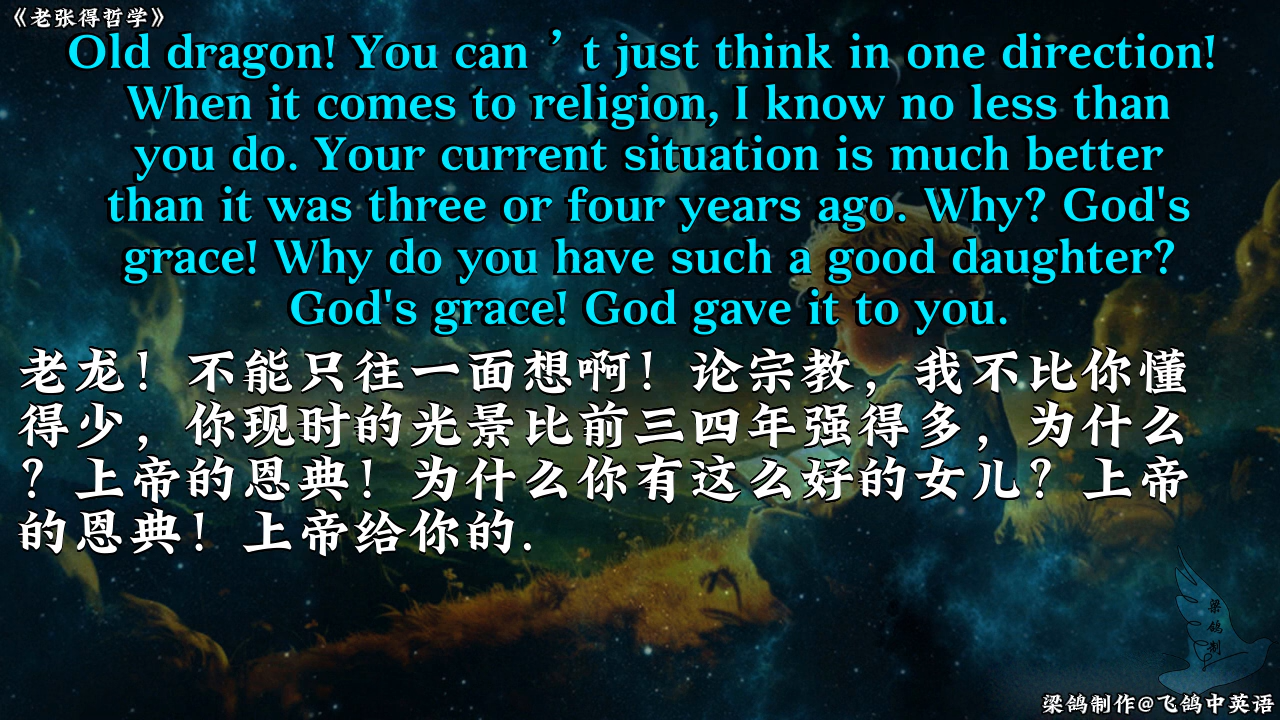 《老张得哲学》
Old dragon! You can ’ t just think in one direction!
When it comes to religion, I know no less than
you do. Your current situation is much better
than it was three or four years ago. Why? God's
grace! Why do you have such a good daughter?
God's grace! God gave it to you.
老龙！不能只往一面想啊！论宗教，我不比你懂
得少，你现时的光景比前三四年强得多，为什么
？上帝的恩典！为什么你有这么好的女儿？上帝
的恩典！上帝给你的.
梁鸽制
梁鸽制作@飞鸽中英语